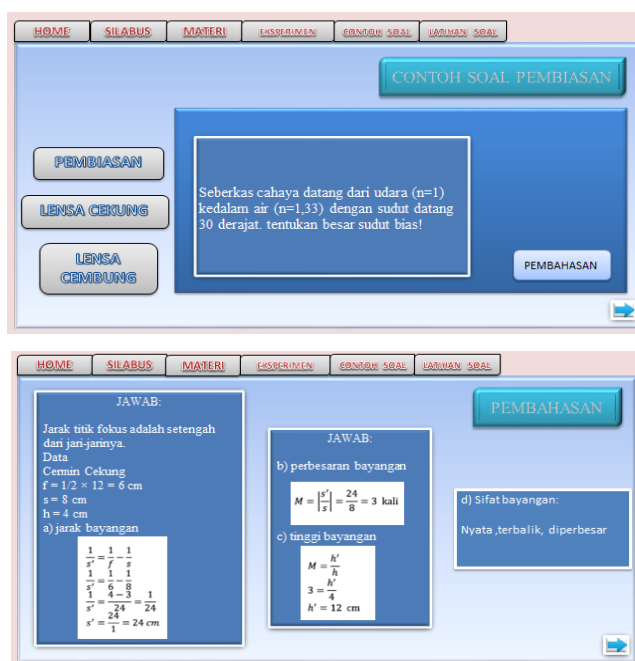 HOME SILABUS MATERI EKSPERIMEN CONTOH SOAL LATIHAN SOAL
CONTOH SOAL PEMBIASAN
PEMBIASAN
LENSA CEKUNG
LENSA
CEMBUNG
Seberkas cahaya datang dari udara (n=1)
kedalam air (n=1,33) dengan sudut datang
30 derajat. tentukan besar sudut bias!
PEMBAHASAN
HOME SILABUS MATERI EKSPERIMEN CONTOH SOAL LATIHAN SOAL
PEMBAHASAN
JAWAB:
Jarak titik fokus adalah setengah
dari jari-jarinya.
Data
Cermin Cekung
f = 1/2 × 12 = 6 cm
s = 8 cm
h = 4 cm
a) jarak bayangan
1/s' = 1/f - 1/s
1/s' = 1/6 - 1/8
1/s' = 4 - 3/24 = 1/24
s' = 24/1 = 24 cm
JAWAB:
b) perbesaran bayangan
M = |s'/s| = 24/8 = 3 kali
c) tinggi bayangan
M = h'/h
3 = h'/4
h' = 12 cm
d) Sifat bayangan:
Nyata ,terbalik, diperbesar